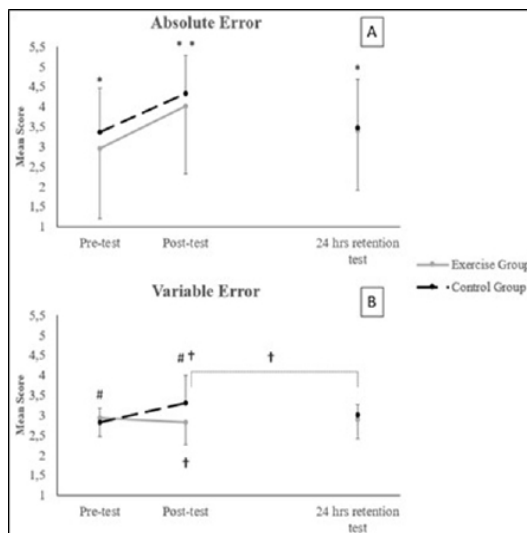 Absolute Error
A
5,5
5
4,5
4
3,5
3
2,5
2
1,5
1
Mean Score
*
* *
*
Pre-test
Post-test
24 hrs retention
test
Exercise Group
Control Group
Variable Error
B
5,5
5
4,5
4
3,5
3
2,5
2
1,5
1
Mean Score
#
# †
†
†
Pre-test
Post-test
24 hrs retention
test